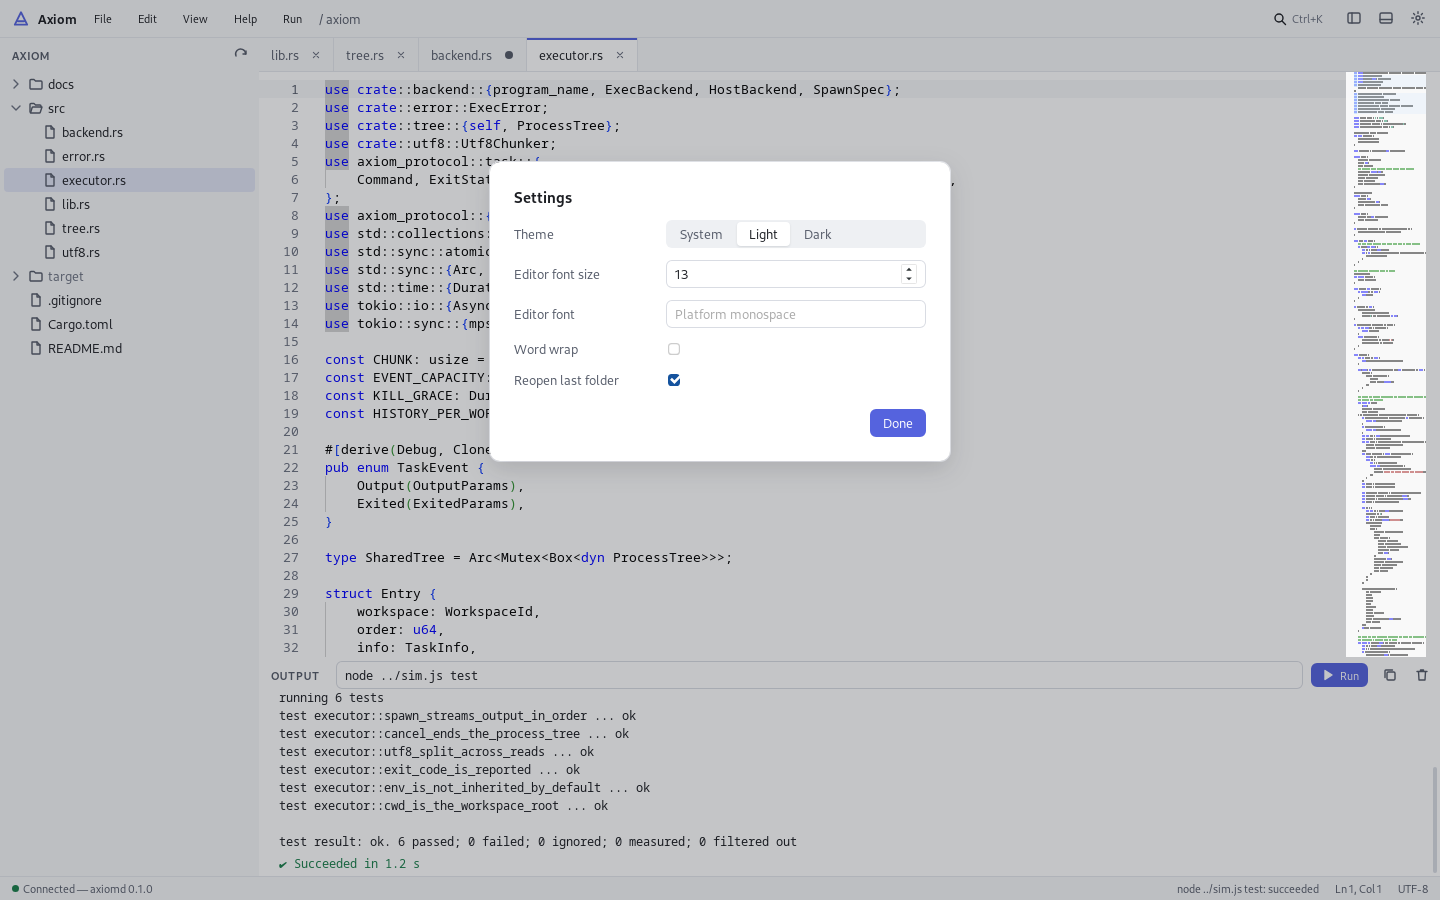 Axiom File Edit View Help Run / axiom Ctrl+K
AXIOM
docs
src
backend.rs
error.rs
executor.rs
lib.rs
tree.rs
utf8.rs
target
.gitignore
Cargo.toml
README.md
lib.rs tree.rs backend.rs executor.rs
1 use crate::backend::{program_name, ExecBackend, HostBackend, SpawnSpec};
2 use crate::error::ExecError;
3 use crate::tree::{self, ProcessTree};
4 use crate::utf8::Utf8Chunker;
5 use axiom_protocol::task::{
6 Command, ExitStat ,
7 };
8 use axiom_protocol::{
9 use std::collections:
10 use std::sync::atomic
11 use std::sync::{Arc,
12 use std::time::{Durat
13 use tokio::io::{Async
14 use tokio::sync::{mps
15
16 const CHUNK: usize =
17 const EVENT_CAPACITY:
18 const KILL_GRACE: Dur
19 const HISTORY_PER_WOR
20
21 #[derive(Debug, Clone
22 pub enum TaskEvent {
23 Output(OutputParams),
24 Exited(ExitedParams),
25 }
26
27 type SharedTree = Arc<Mutex<Box<dyn ProcessTree>>>;
28
29 struct Entry {
30 workspace: WorkspaceId,
31 order: u64,
32 info: TaskInfo,
Settings
Theme System Light Dark
Editor font size 13
Editor font Platform monospace
Word wrap
Reopen last folder
Done
OUTPUT node ../sim.js test Run
running 6 tests
test executor::spawn_streams_output_in_order ... ok
test executor::cancel_ends_the_process_tree ... ok
test executor::utf8_split_across_reads ... ok
test executor::exit_code_is_reported ... ok
test executor::env_is_not_inherited_by_default ... ok
test executor::cwd_is_the_workspace_root ... ok
test result: ok. 6 passed; 0 failed; 0 ignored; 0 measured; 0 filtered out
✔ Succeeded in 1.2 s
Connected — axiomd 0.1.0 node ../sim.js test: succeeded Ln 1, Col 1 UTF-8